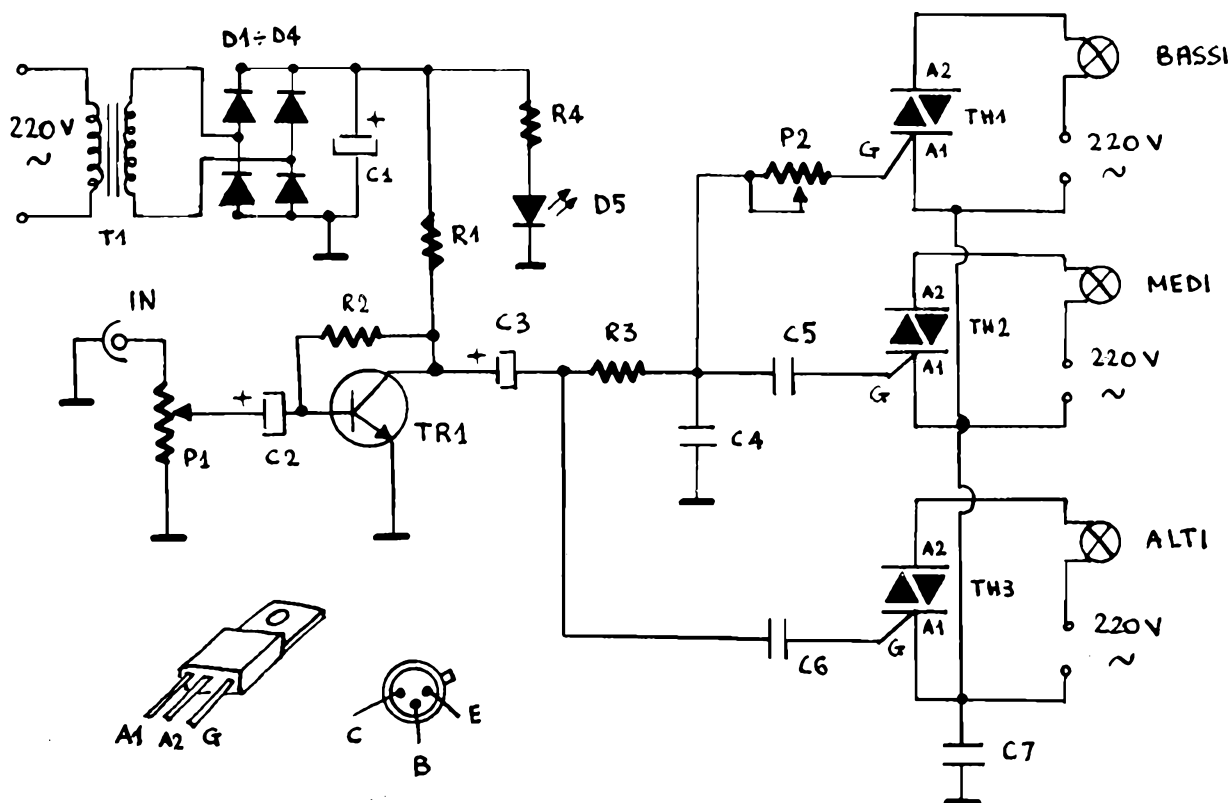 D1÷D4
220V
~
T1
+
C1
R4
D5
R1
IN
R2
+
C2
P1
TR1
+
C3
R3
C4
C5
C6
C7
P2
G
A2
A1
TH1
BASSI
220V
~
G
A2
A1
TH2
MEDI
220V
~
G
A2
A1
TH3
ALTI
220V
~
A1 A2 G
C
B
E